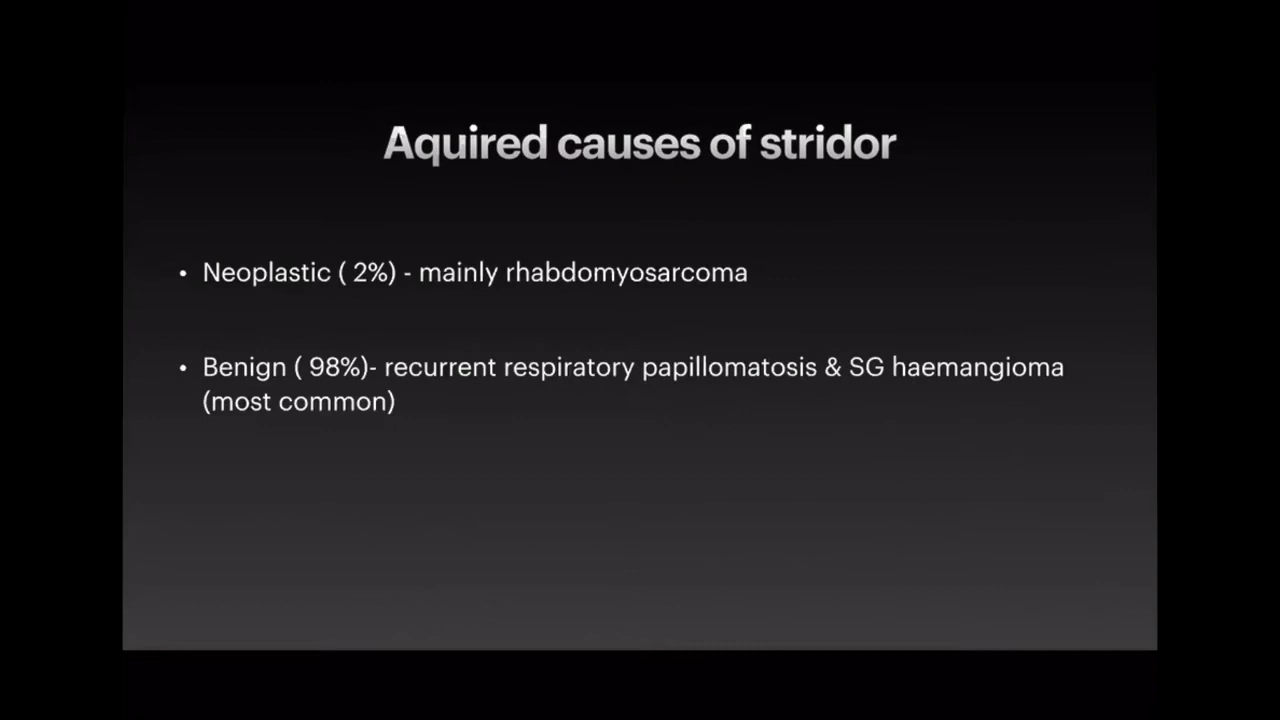 Aquired causes of stridor
• Neoplastic ( 2%) - mainly rhabdomyosarcoma
• Benign ( 98%)- recurrent respiratory papillomatosis & SG haemangioma
(most common)